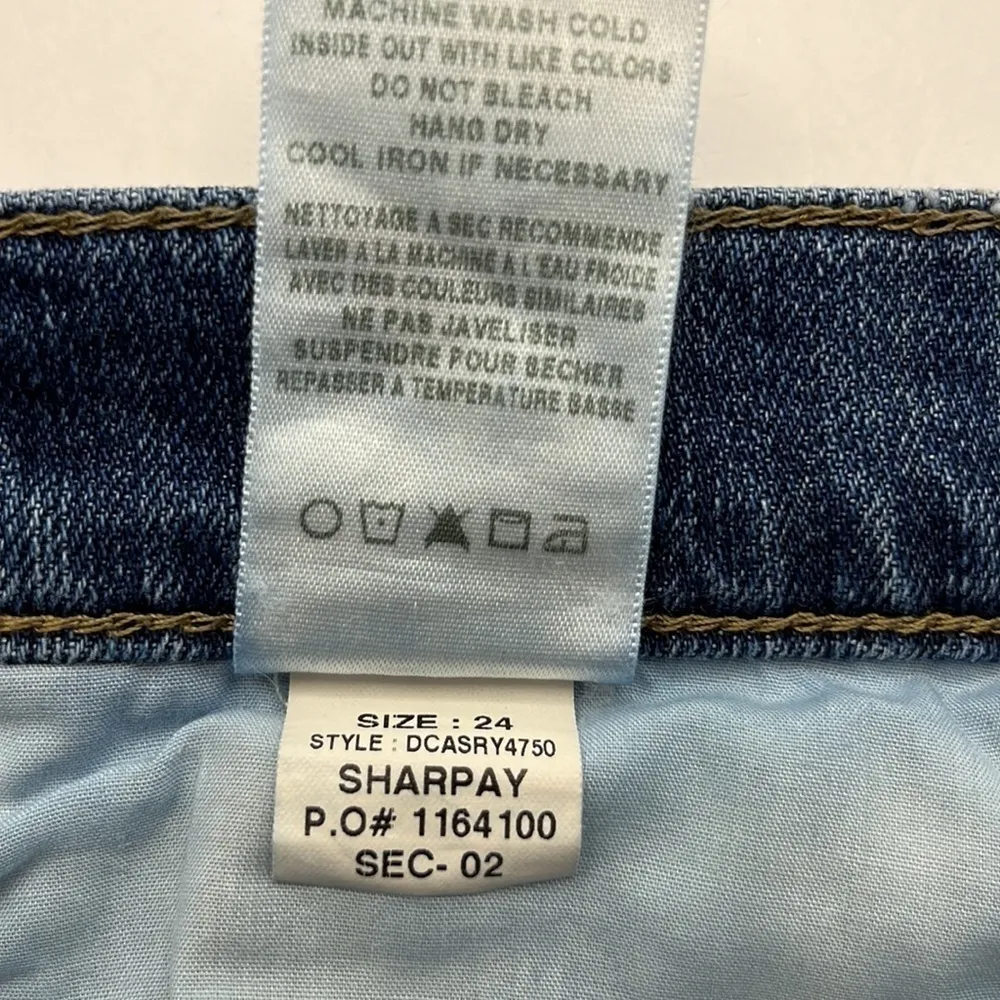 MACHINE WASH COLD
INSIDE OUT WITH LIKE COLORS
DO NOT BLEACH
HANG DRY
COOL IRON IF NECESSARY
NETTOYAGE À SEC RECOMMENDE
LAVER A LA MACHINE A L'EAU FROIDE
AVEC DES COULEURS SIMILAIRES
NE PAS JAVELISER
SUSPENDRE POUR SECHER
REPASSER À TEMPERATURE BASSE
SIZE : 24
STYLE : DCASRY4750
SHARPAY
P.O# 1164100
SEC- 02